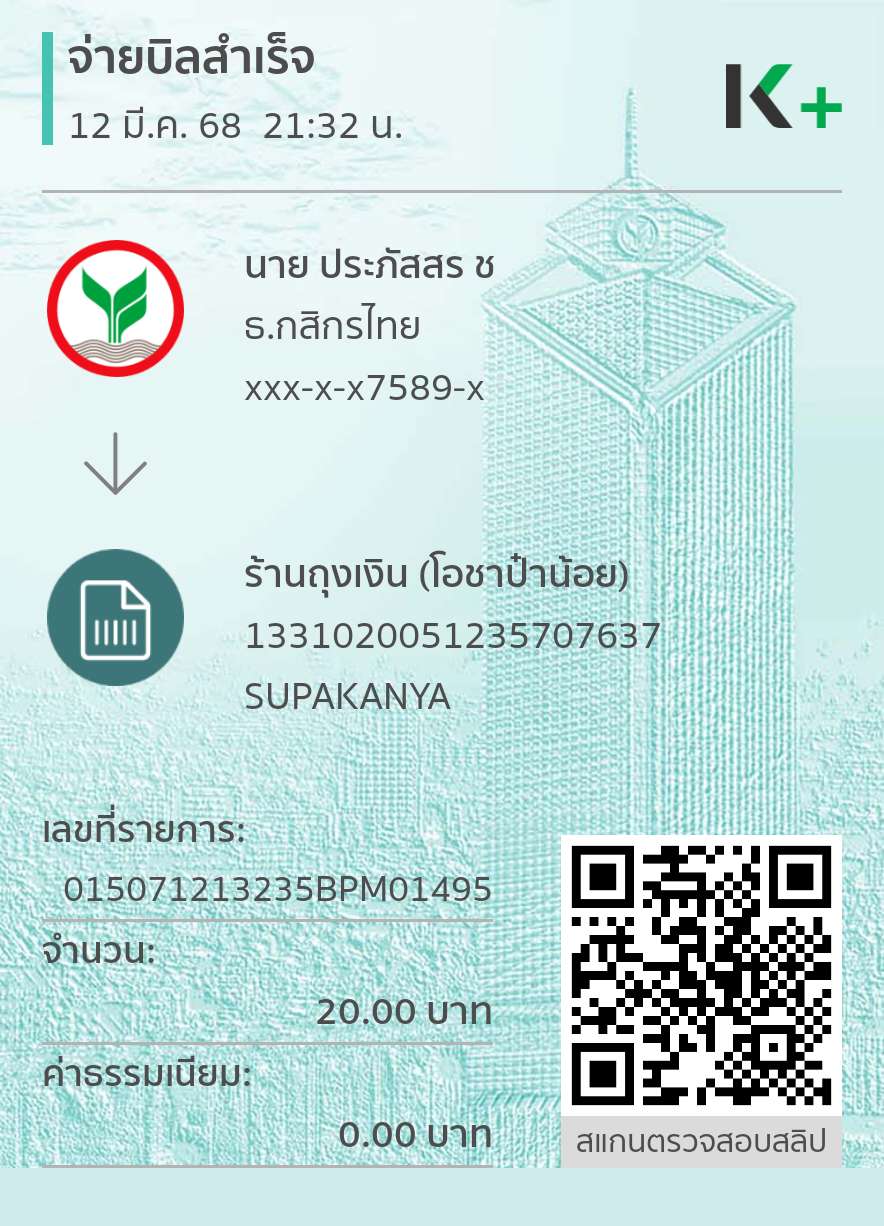 จ่ายบิลสำเร็จ
12 มี.ค. 68 21:32 น.
K+
นาย ประภัสสร ช
ธ.กสิกรไทย
xxx-x-x7589-x
ร้านถุงเงิน (โอชาป๋าน้อย)
1331020051235707637
SUPAKANYA
เลขที่รายการ:
015071213235BPM01495
จำนวน:
20.00 บาท
ค่าธรรมเนียม:
0.00 บาท
สแกนตรวจสอบสลิป